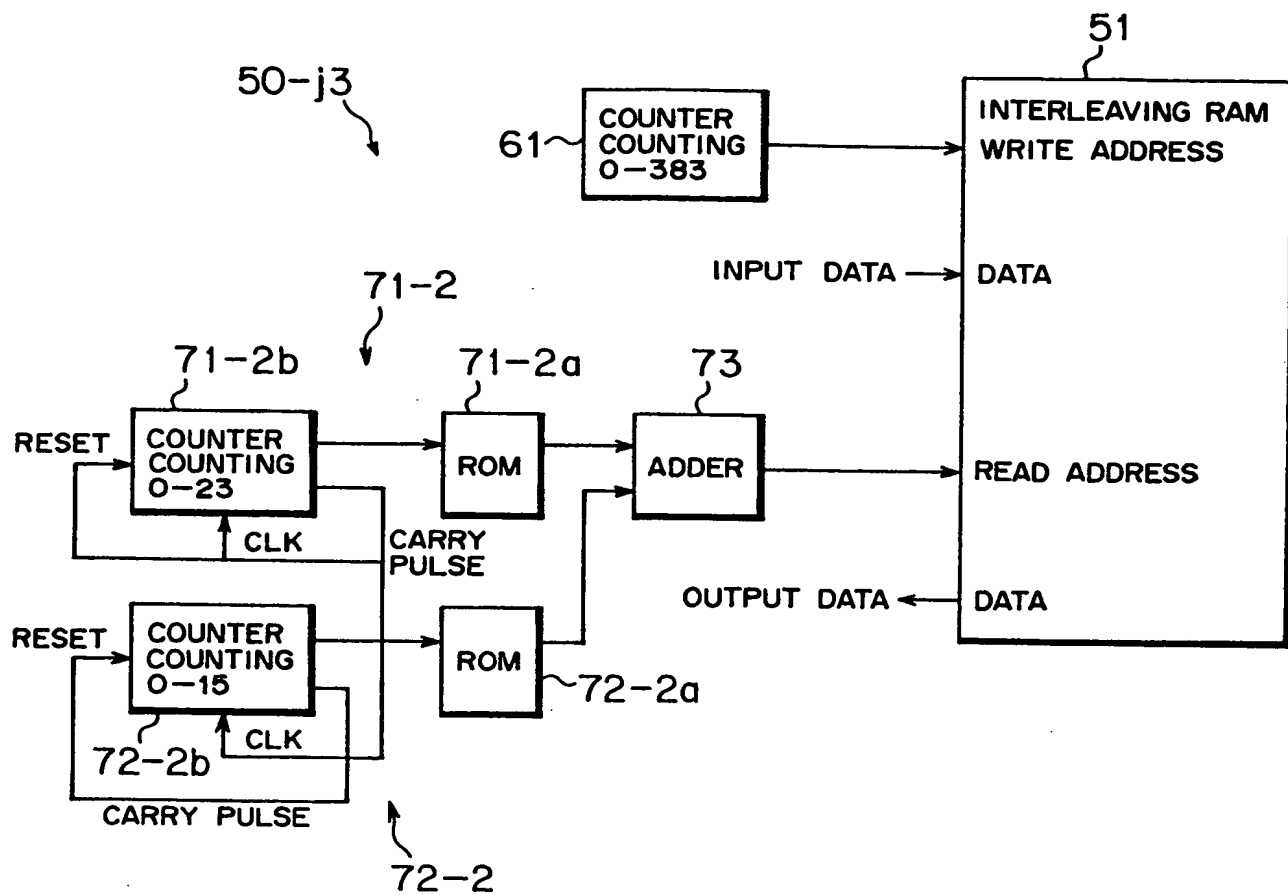 51
50-j3
INTERLEAVING RAM
COUNTER
COUNTING
0-383
61
WRITE ADDRESS
INPUT DATA
DATA
71-2
71-2b
71-2a
73
RESET
COUNTER
COUNTING
0-23
ROM
ADDER
READ ADDRESS
CLK
CARRY
PULSE
OUTPUT DATA
DATA
RESET
COUNTER
COUNTING
0-15
ROM
72-2a
72-2b
CLK
CARRY PULSE
72-2